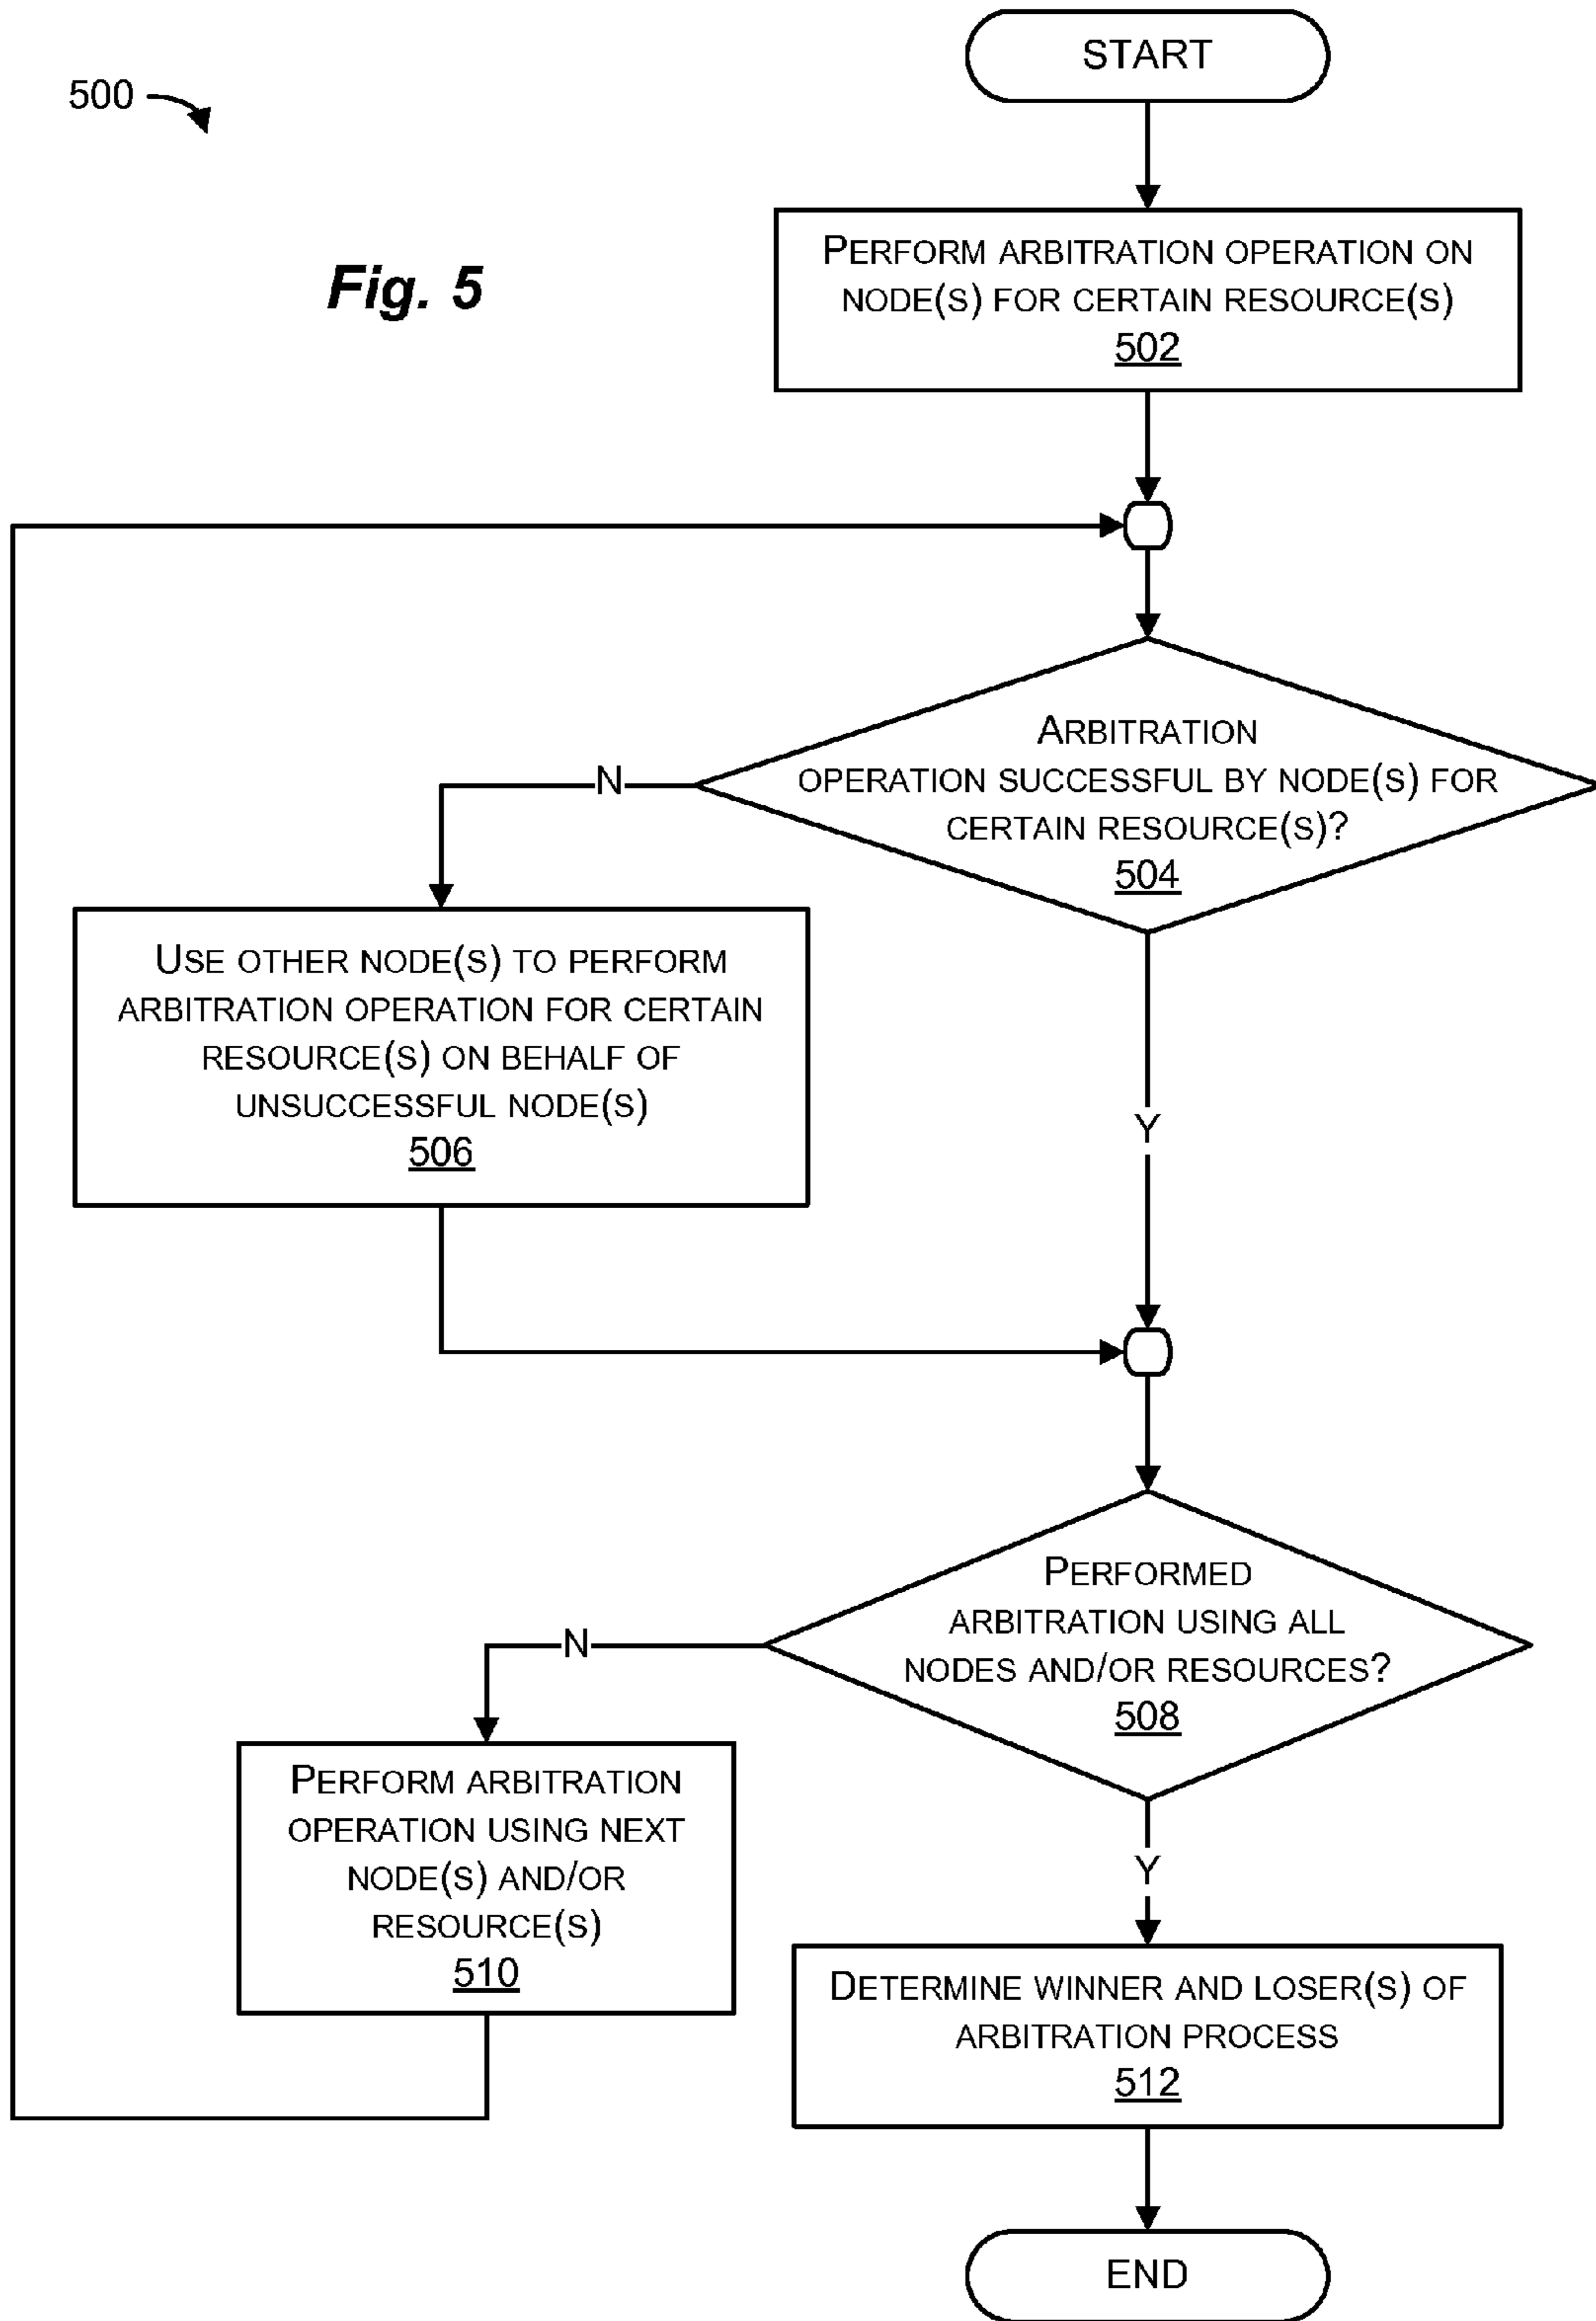 START
500
Fig. 5
PERFORM ARBITRATION OPERATION ON
NODE(S) FOR CERTAIN RESOURCE(S)
502
ARBITRATION
OPERATION SUCCESSFUL BY NODE(S) FOR
CERTAIN RESOURCE(S)?
504
N
USE OTHER NODE(S) TO PERFORM
ARBITRATION OPERATION FOR CERTAIN
RESOURCE(S) ON BEHALF OF
UNSUCCESSFUL NODE(S)
506
Y
PERFORMED
ARBITRATION USING ALL
NODES AND/OR RESOURCES?
508
N
PERFORM ARBITRATION
OPERATION USING NEXT
NODE(S) AND/OR
RESOURCE(S)
510
Y
DETERMINE WINNER AND LOSER(S) OF
ARBITRATION PROCESS
512
END